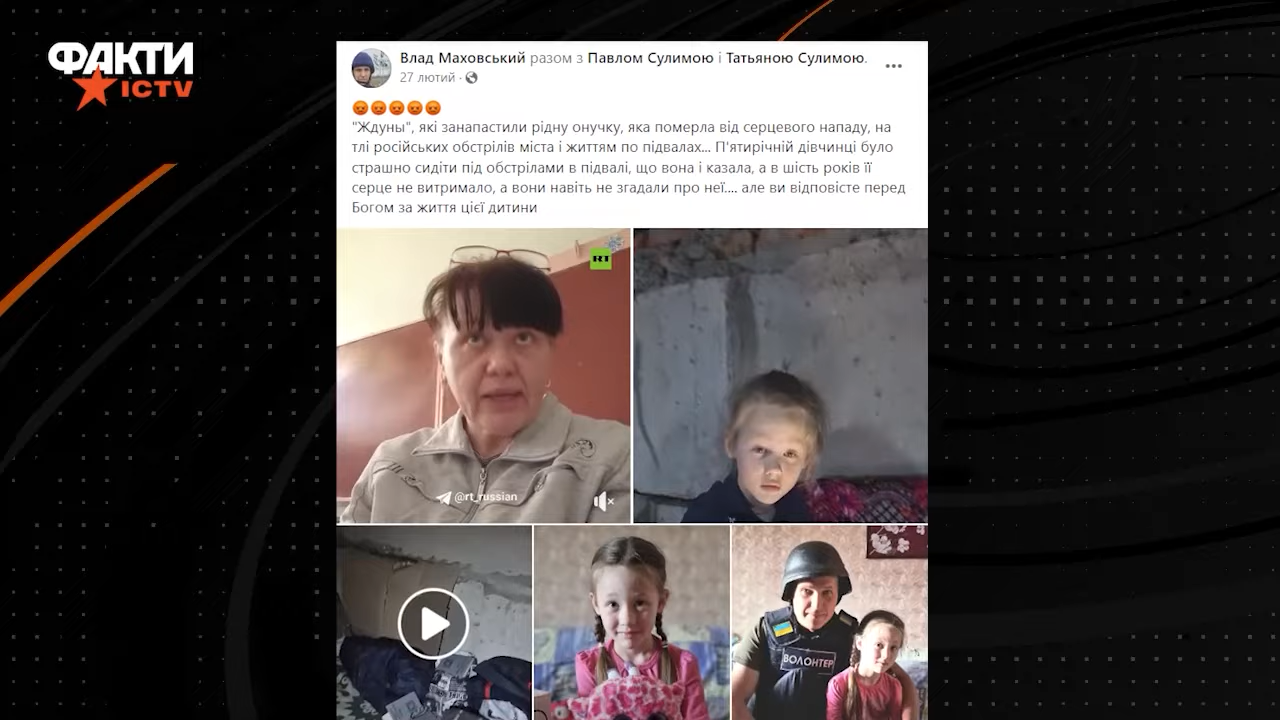 ФАКТИ
ICTV
Влад Маховський разом з Павлом Сулимою і Татьяною Сулимою.
27 лютий ·
"Ждуны", які занапастили рідну онучку, яка померла від серцевого нападу, на
тлі російських обстрілів міста і життям по підвалах... П'ятирічній дівчинці було
страшно сидіти під обстрілами в підвалі, що вона і казала, а в шість років її
серце не витримало, а вони навіть не згадали про неї.... але ви відповісте перед
Богом за життя цієї дитини
RT
@rt_russian
ВОЛОНТЕР